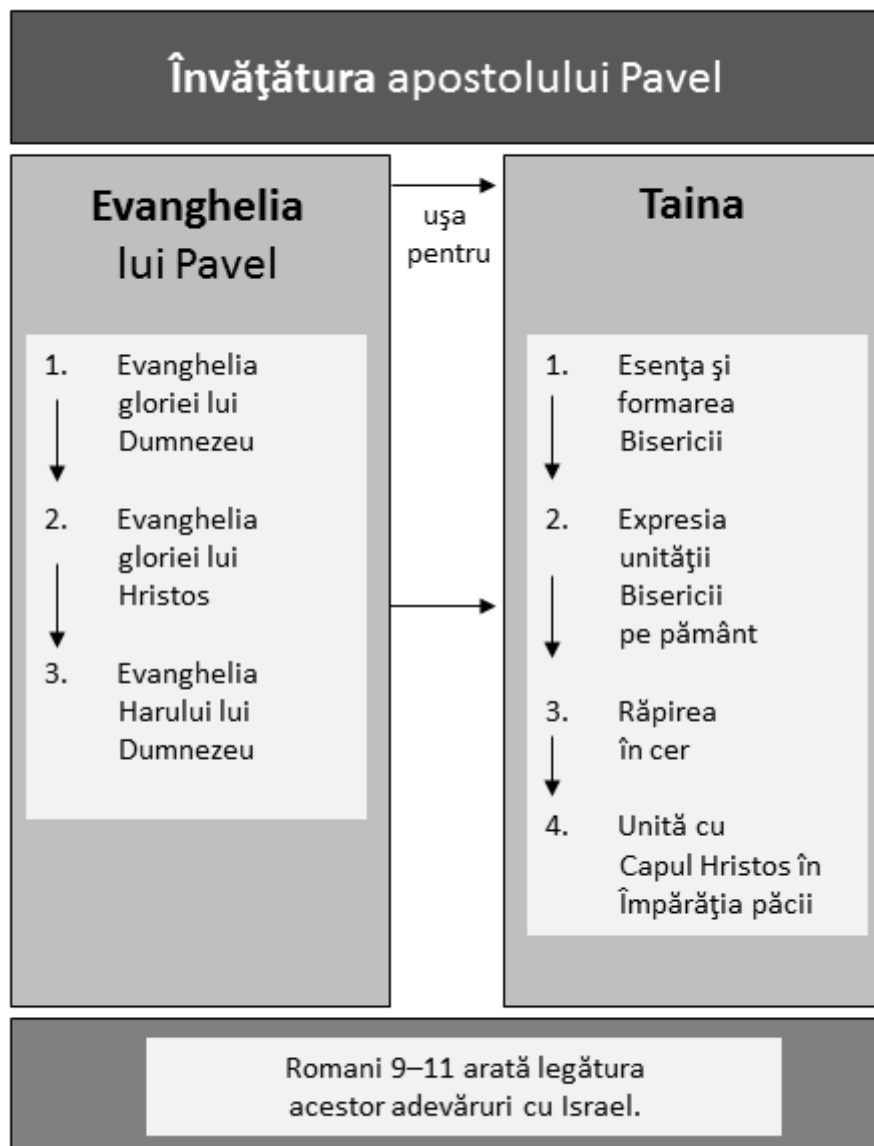 Învăţătura apostolului Pavel
Evanghelia
lui Pavel
uşa
pentru
Taina
1. Evanghelia
gloriei lui
Dumnezeu
2. Evanghelia
gloriei lui
Hristos
3. Evanghelia
Harului lui
Dumnezeu
1. Esenţa şi
formarea
Bisericii
2. Expresia
unităţii
Bisericii
pe pământ
3. Răpirea
în cer
4. Unită cu
Capul Hristos în
Împărăţia păcii
Romani 9–11 arată legătura
acestor adevăruri cu Israel.